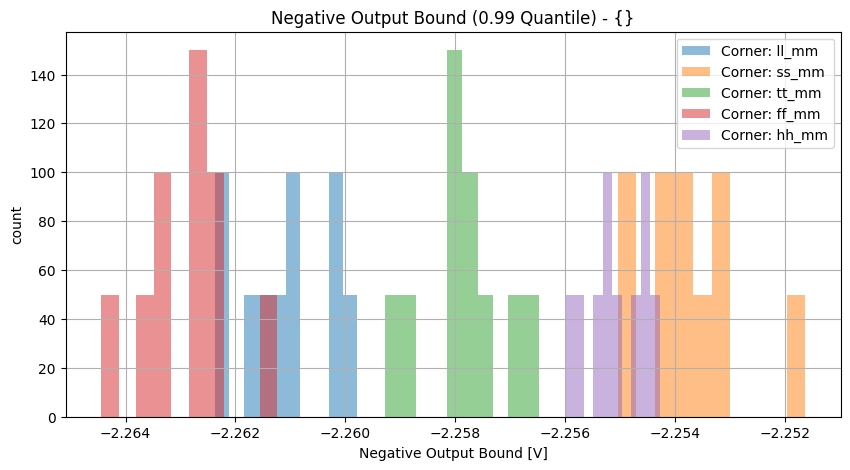 Negative Output Bound (0.99 Quantile) - {}
Corner: ll_mm
Corner: ss_mm
Corner: tt_mm
Corner: ff_mm
Corner: hh_mm
140
120
100
80
60
40
20
0
count
−2.264
−2.262
−2.260
−2.258
−2.256
−2.254
−2.252
Negative Output Bound [V]